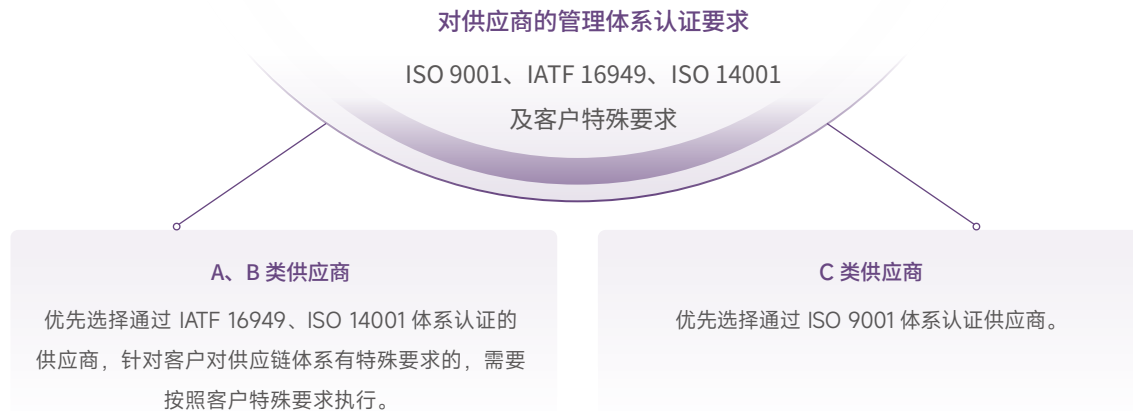 对供应商的管理体系认证要求
ISO 9001、IATF 16949、ISO 14001
及客户特殊要求
A、B 类供应商
优先选择通过 IATF 16949、ISO 14001 体系认证的
供应商，针对客户对供应链体系有特殊要求的，需要
按照客户特殊要求执行。
C 类供应商
优先选择通过 ISO 9001 体系认证供应商。